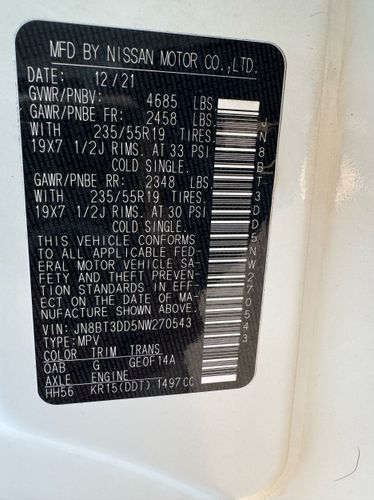 MFD BY NISSAN MOTOR CO.,LTD.
DATE: 12/21
GVWR/PNBV: 4685 LBS.
GAWR/PNBE FR: 2458 LBS.
WITH 235/55R19 TIRES.
19X7 1/2J RIMS. AT 33 PSI
COLD SINGLE.
GAWR/PNBE RR: 2348 LBS.
WITH 235/55R19 TIRES.
19X7 1/2J RIMS. AT 30 PSI
COLD SINGLE.
THIS VEHICLE CONFORMS
TO ALL APPLICABLE FED-
ERAL MOTOR VEHICLE SA-
FETY AND THEFT PREVEN-
TION STANDARDS IN EFF-
ECT ON THE DATE OF MA-
NUFACTURE SHOWN ABOVE.
VIN: JN8BT3DD5NW270543
TYPE: MPV
COLOR TRIM TRANS
QAB G GE0F14A
AXLE ENGINE
HH56 KR15(DDT) 1497CC
JN8BT3DD5NW270543